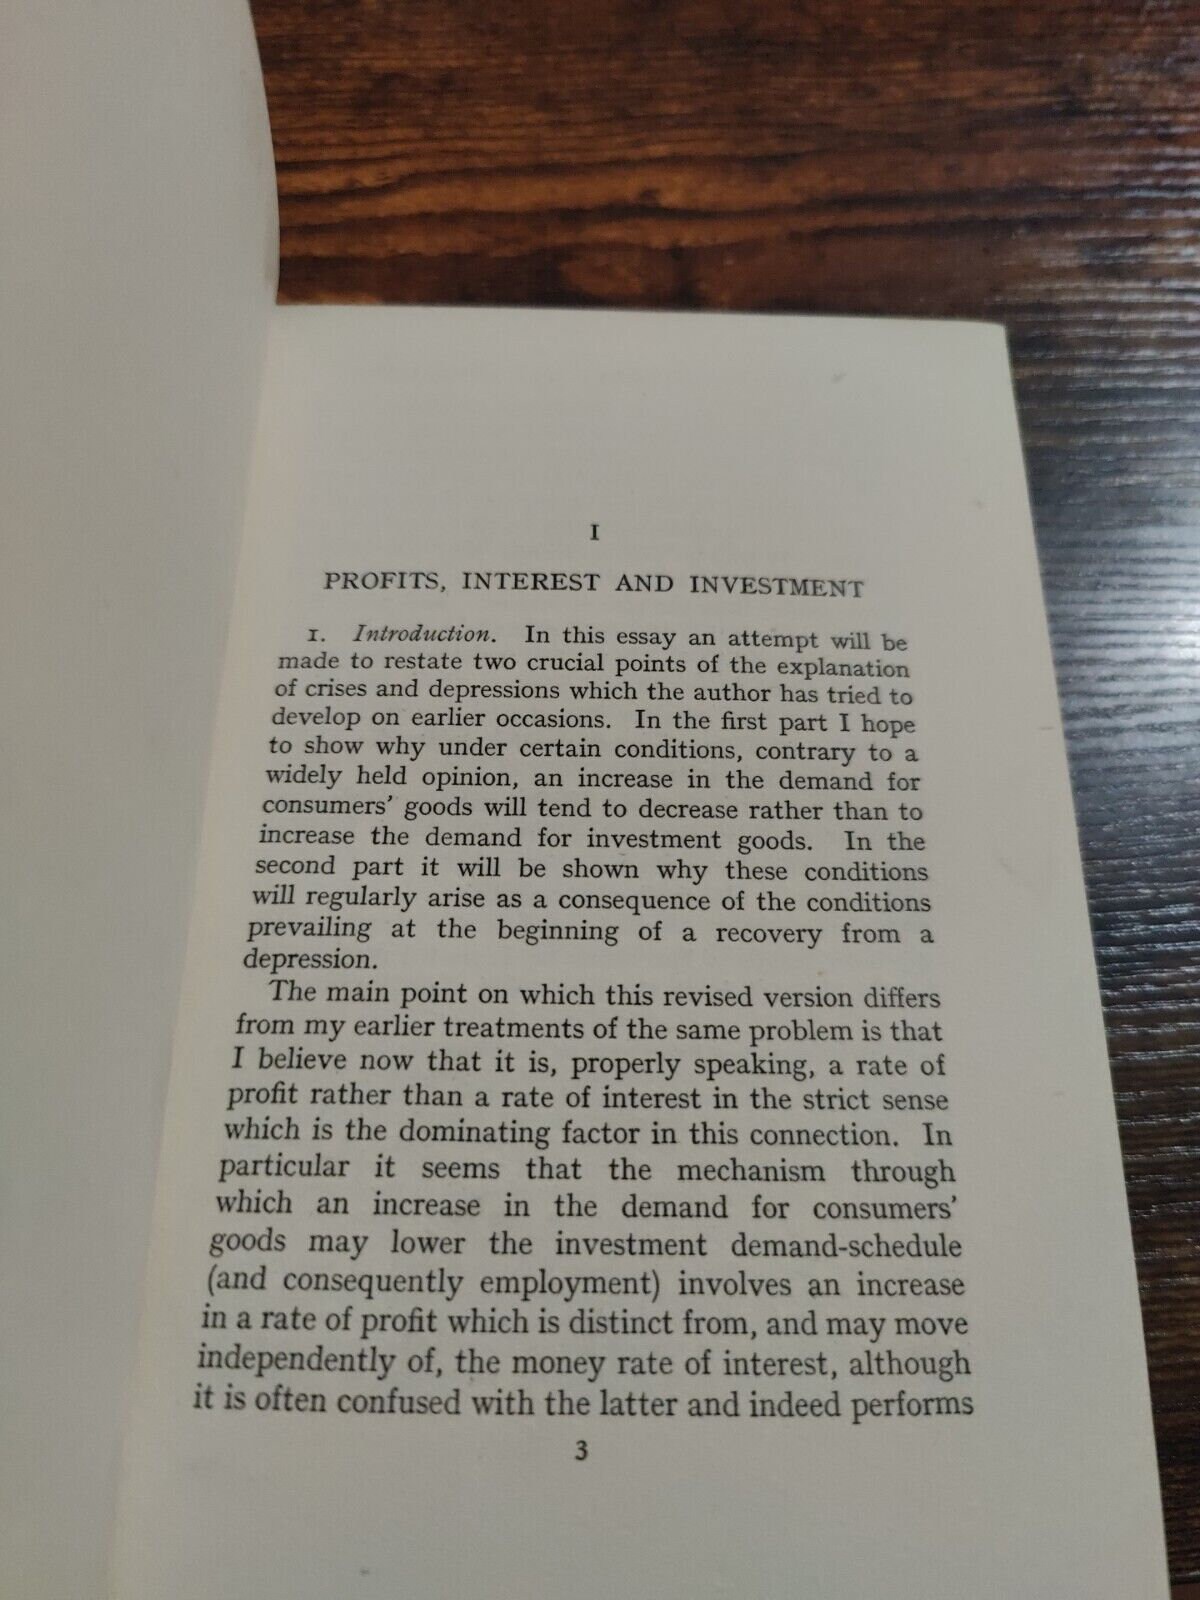 I
PROFITS, INTEREST AND INVESTMENT
1. Introduction. In this essay an attempt will be
made to restate two crucial points of the explanation
of crises and depressions which the author has tried to
develop on earlier occasions. In the first part I hope
to show why under certain conditions, contrary to a
widely held opinion, an increase in the demand for
consumers' goods will tend to decrease rather than to
increase the demand for investment goods. In the
second part it will be shown why these conditions
will regularly arise as a consequence of the conditions
prevailing at the beginning of a recovery from a
depression.
The main point on which this revised version differs
from my earlier treatments of the same problem is that
I believe now that it is, properly speaking, a rate of
profit rather than a rate of interest in the strict sense
which is the dominating factor in this connection. In
particular it seems that the mechanism through
which an increase in the demand for consumers'
goods may lower the investment demand-schedule
(and consequently employment) involves an increase
in a rate of profit which is distinct from, and may move
independently of, the money rate of interest, although
it is often confused with the latter and indeed performs
3